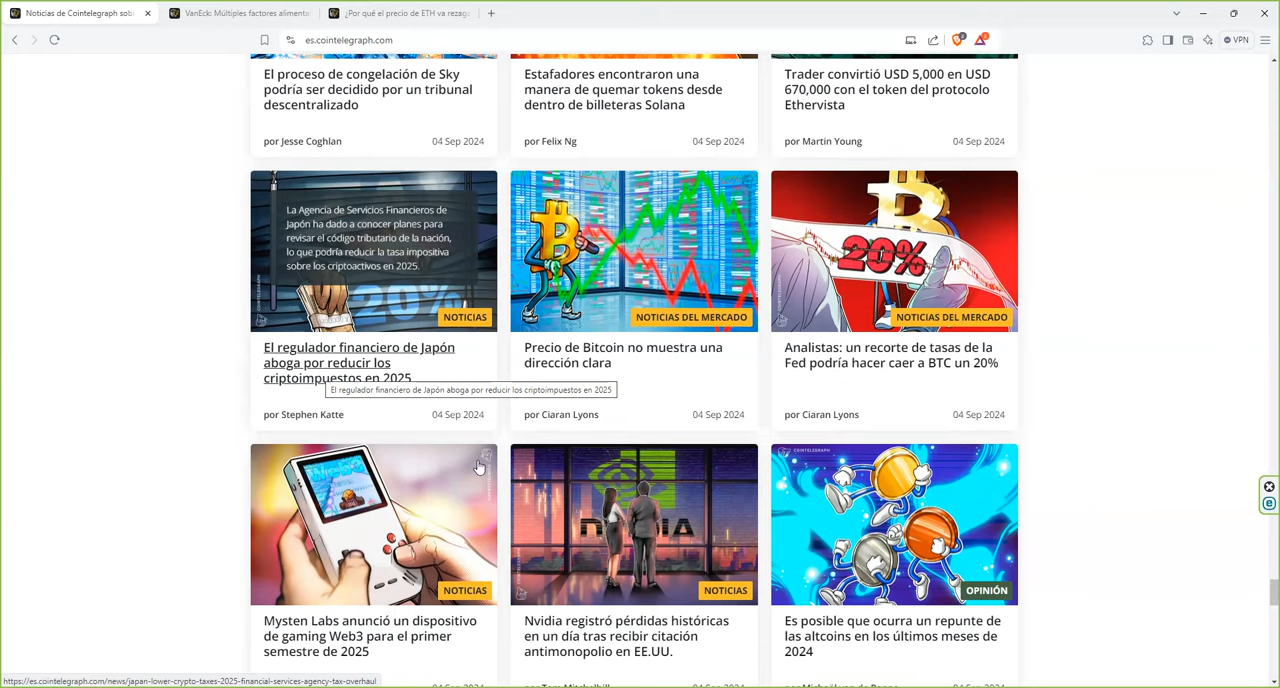 Noticias de Cointelegraph sob
VanEck: Múltiples factores alimenta
¿Por qué el precio de ETH va rezag
es.cointelegraph.com
VPN
El proceso de congelación de Sky
podría ser decidido por un tribunal
descentralizado
por Jesse Coghlan
04 Sep 2024
Estafadores encontraron una
manera de quemar tokens desde
dentro de billeteras Solana
por Felix Ng
04 Sep 2024
Trader convirtió USD 5,000 en USD
670,000 con el token del protocolo
Ethervista
por Martin Young
04 Sep 2024
La Agencia de Servicios Financieros de
Japón ha dado a conocer planes para
revisar el código tributario de la nación,
lo que podría reducir la tasa impositiva
sobre los criptoactivos en 2025.
20%
NOTICIAS
El regulador financiero de Japón
aboga por reducir los
criptoimpuestos en 2025
El regulador financiero de Japón aboga por reducir los criptoimpuestos en 2025
por Stephen Katte
04 Sep 2024
NOTICIAS DEL MERCADO
Precio de Bitcoin no muestra una
dirección clara
por Ciaran Lyons
04 Sep 2024
20%
NOTICIAS DEL MERCADO
Analistas: un recorte de tasas de la
Fed podría hacer caer a BTC un 20%
por Ciaran Lyons
04 Sep 2024
NOTICIAS
Mysten Labs anunció un dispositivo
de gaming Web3 para el primer
semestre de 2025
NOTICIAS
Nvidia registró pérdidas históricas
en un día tras recibir citación
antimonopolio en EE.UU.
COINTELEGRAPH
OPINIÓN
Es posible que ocurra un repunte de
las altcoins en los últimos meses de
2024
https://es.cointelegraph.com/news/japan-lower-crypto-taxes-2025-financial-services-agency-tax-overhaul